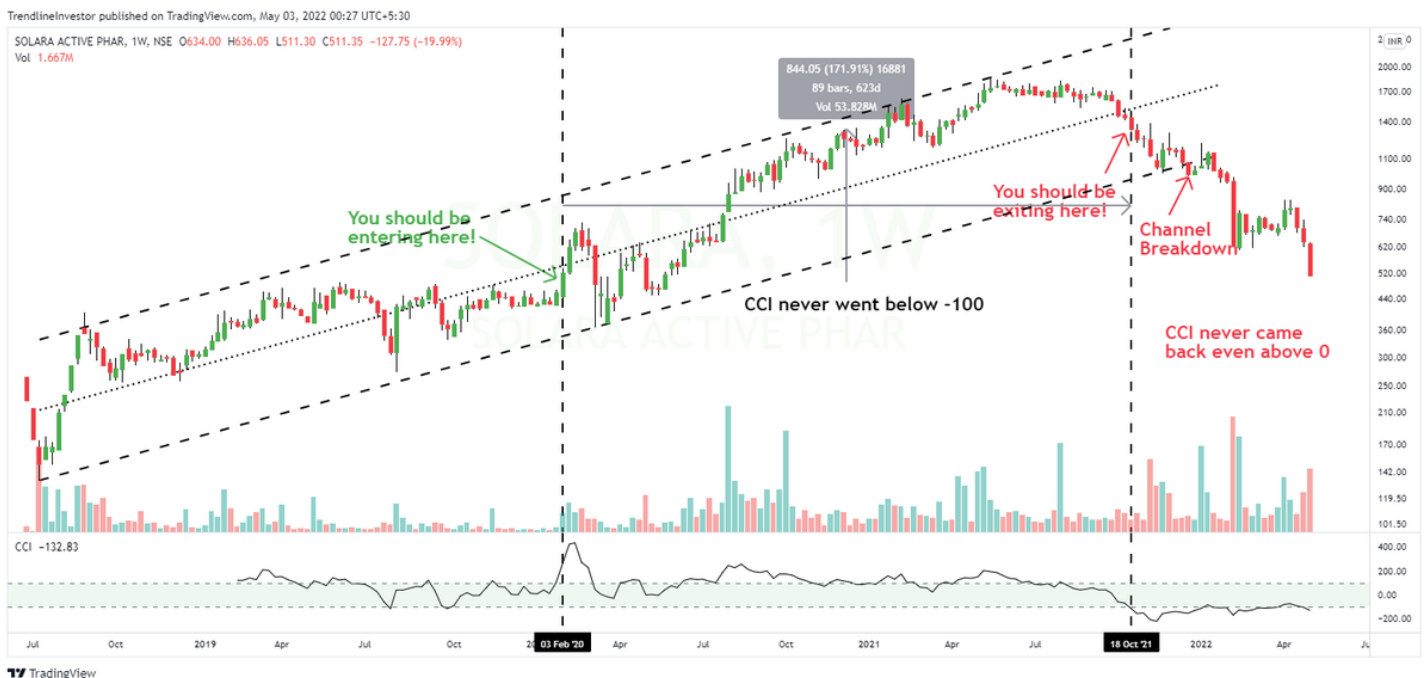 TrendlineInvestor published on TradingView.com, May 03, 2022 00:27 UTC+5:30
SOLARA ACTIVE PHAR, 1W, NSE O634.00 H636.05 L511.30 C511.35 −127.75 (−19.99%)
Vol 1.667M
INR
2000.00
1700.00
1400.00
1100.00
900.00
740.00
620.00
520.00
440.00
360.00
300.00
250.00
210.00
170.00
142.00
119.50
101.50
844.05 (171.91%) 16881
89 bars, 623d
Vol 53.828M
You should be
entering here!
You should be
exiting here!
Channel
Breakdown
SOLARA, 1W
SOLARA ACTIVE PHAR
CCI never went below -100
CCI never came
back even above 0
CCI −132.83
400.00
200.00
0.00
−200.00
Jul Oct 2019 Apr Jul Oct 03 Feb '20 Apr Jul Oct 2021 Apr Jul 18 Oct '21 2022 Apr
TradingView